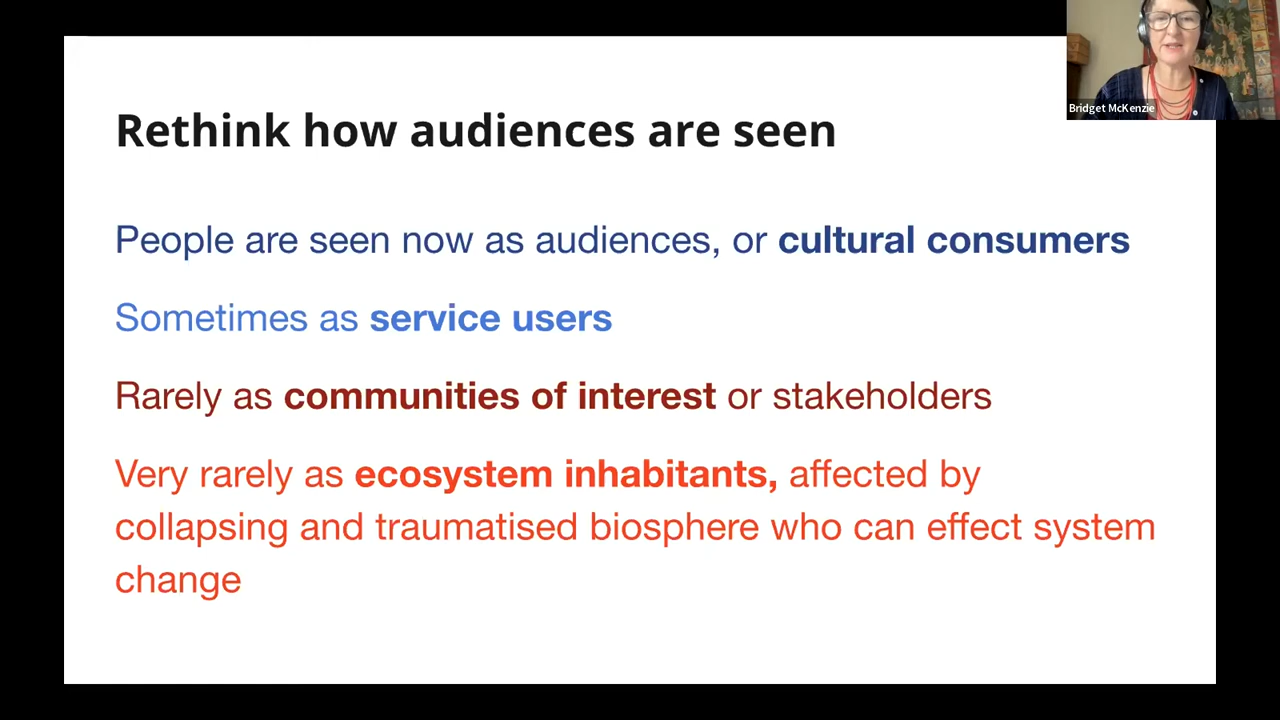 Rethink how audiences are seen
People are seen now as audiences, or cultural consumers
Sometimes as service users
Rarely as communities of interest or stakeholders
Very rarely as ecosystem inhabitants, affected by
collapsing and traumatised biosphere who can effect system
change
Bridget McKenzie